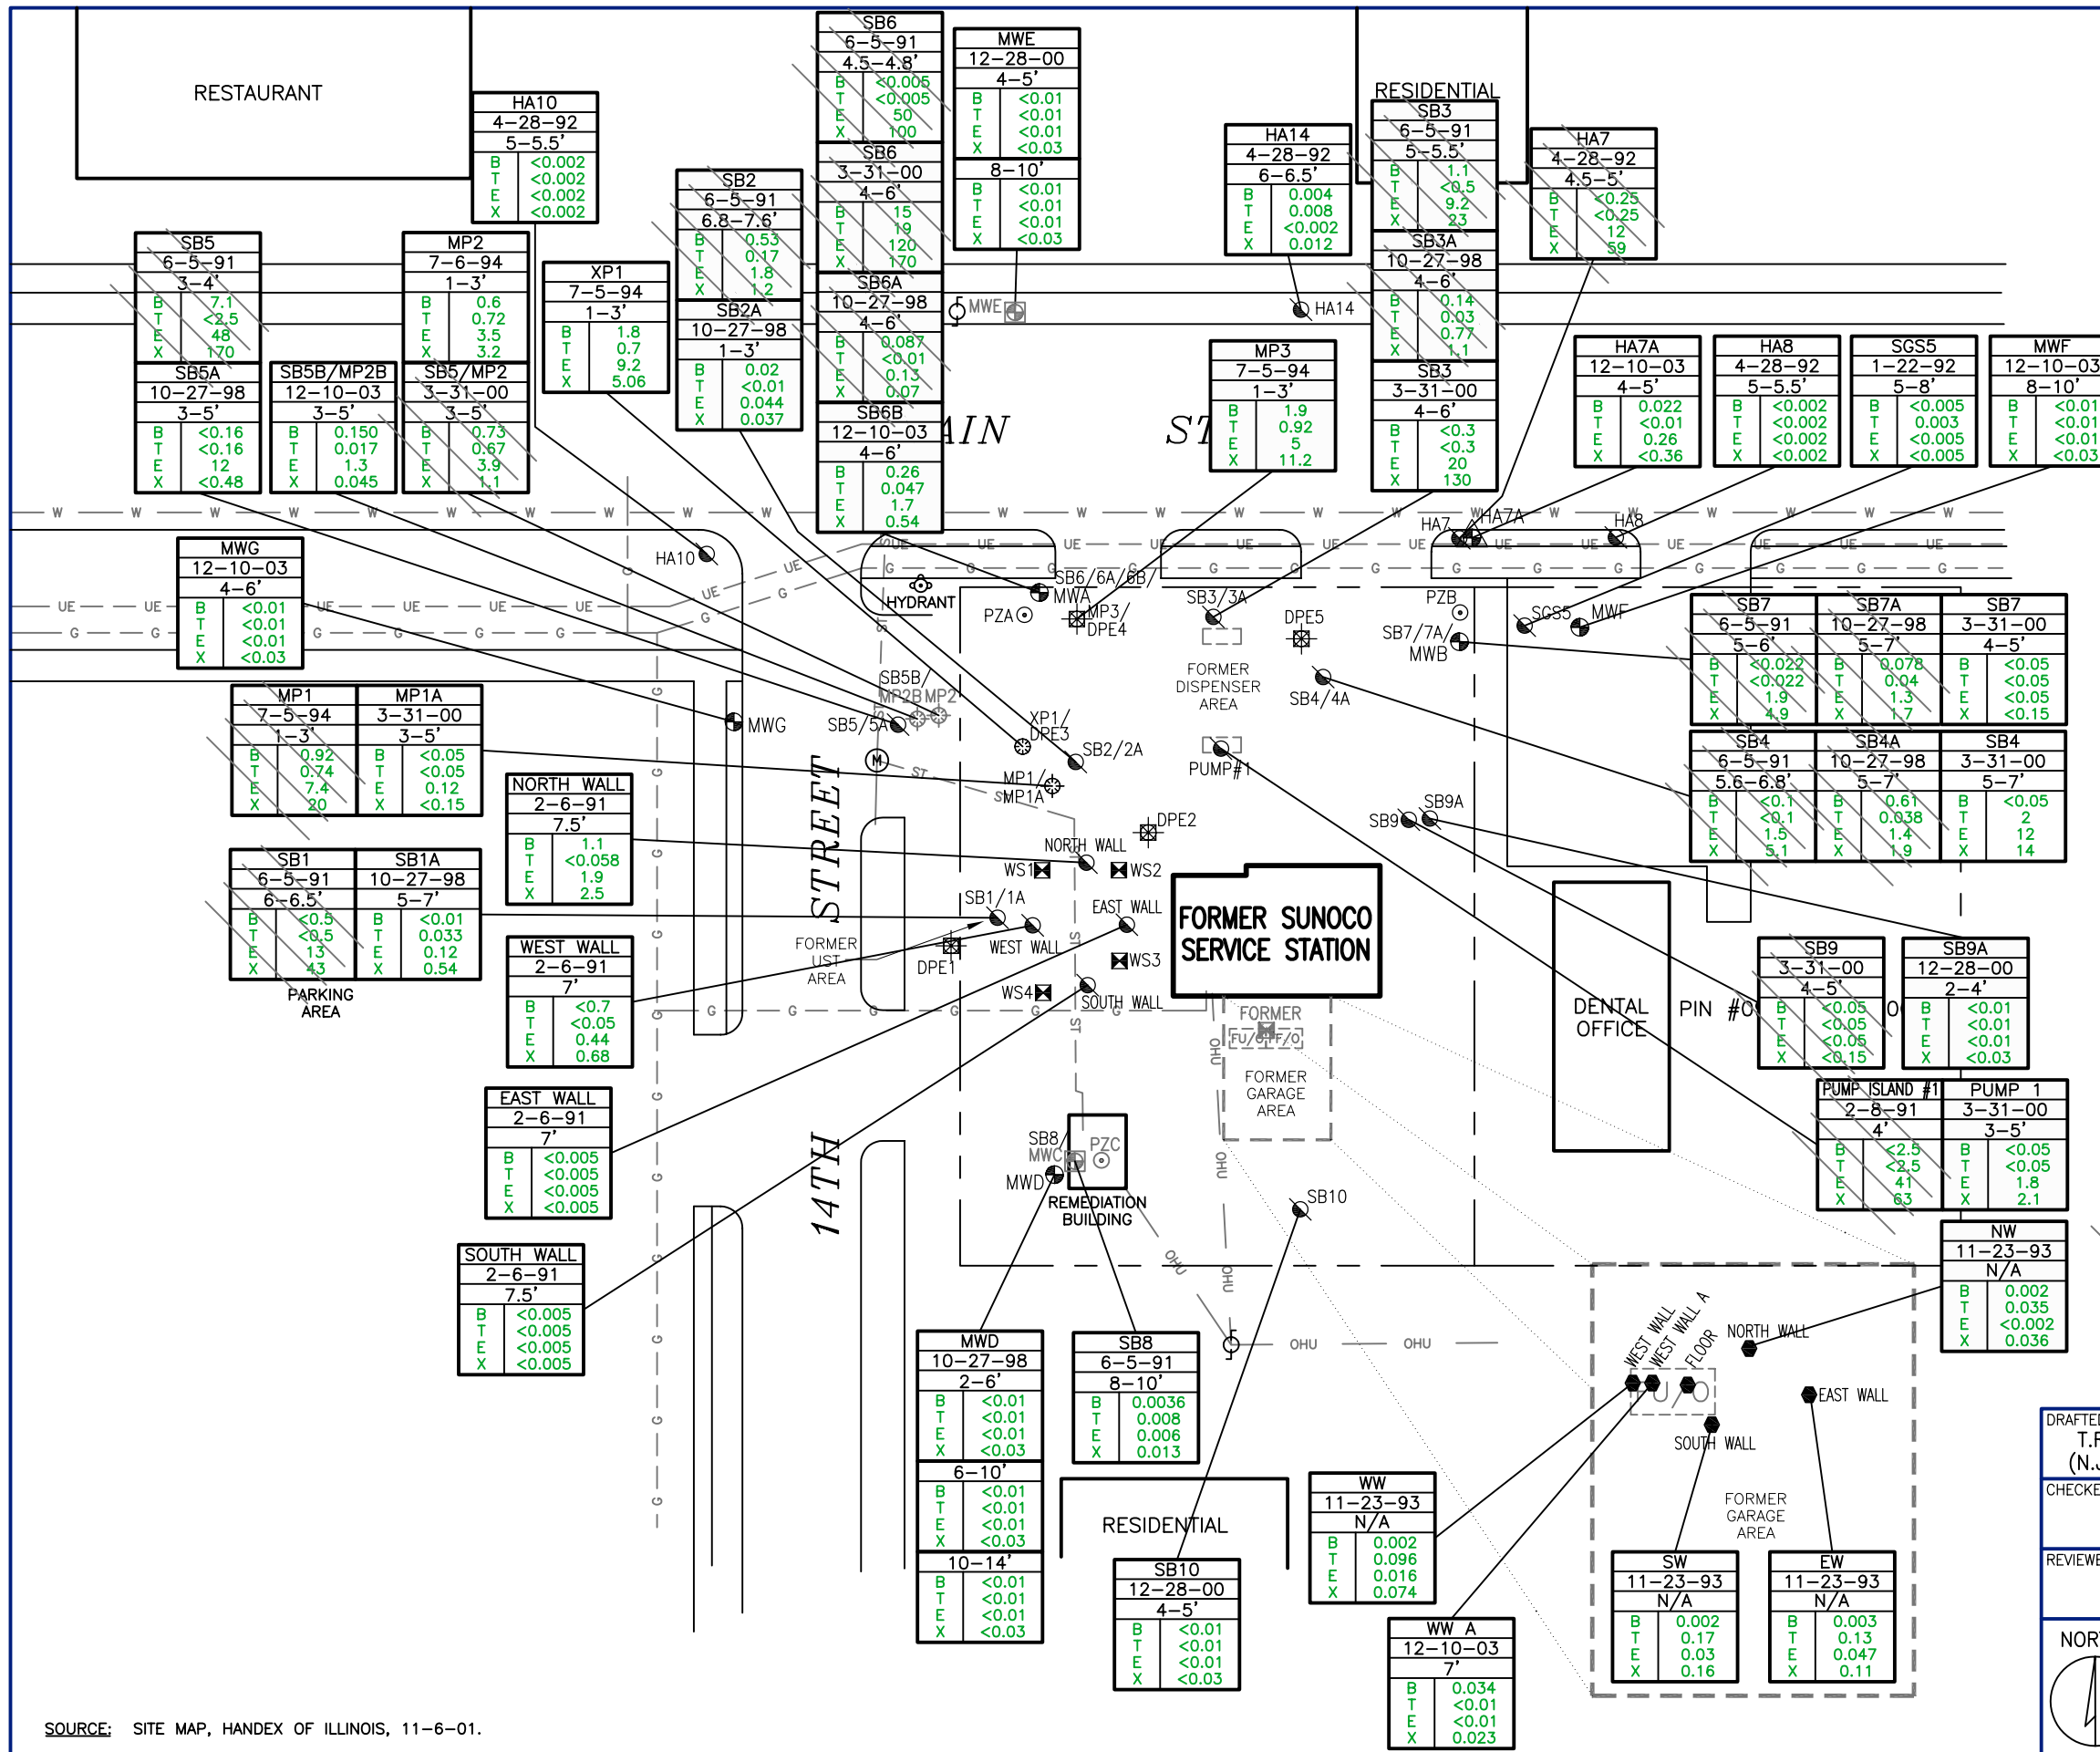 RESTAURANT
HA10
4-28-92
5-5.5'
B <0.002
T <0.002
E <0.002
X <0.002
SB6
6-5-91
4.5-4.8'
B <0.005
T <0.005
E 50
X 100
SB6
3-31-00
4-6'
B 15
T 19
E 120
X 170
SB6A
10-27-98
4-6'
B 0.087
T <0.01
E 0.13
X 0.07
SB6B
12-10-03
4-6'
B 0.26
T 0.047
E 1.7
X 0.54
MWE
12-28-00
4-5'
B <0.01
T <0.01
E <0.01
X <0.03
8-10'
B <0.01
T <0.01
E <0.01
X <0.03
SB2
6-5-91
6.8-7.6'
B 0.53
T 0.17
E 1.8
X 1.2
SB2A
10-27-98
1-3'
B 0.02
T <0.01
E 0.044
X 0.037
HA14
4-28-92
6-6.5'
B 0.004
T 0.008
E <0.002
X 0.012
RESIDENTIAL
SB3
6-5-91
5-5.5'
B 1.1
T <0.5
E 9.2
X 23
SB3A
10-27-98
4-6'
B 0.14
T 0.03
E 0.77
X 1.1
SB3
3-31-00
4-6'
B <0.3
T <0.3
E 20
X 130
HA7
4-28-92
4.5-5'
B <0.25
T <0.25
E 12
X 59
SB5
6-5-91
3-4'
B 7.1
T <2.5
E 48
X 170
SB5A
10-27-98
3-5'
B <0.16
T <0.16
E 12
X <0.48
SB5B/MP2B
12-10-03
3-5'
B 0.150
T 0.017
E 1.3
X 0.045
MP2
7-6-94
1-3'
B 0.6
T 0.72
E 3.5
X 3.2
SB5/MP2
3-31-00
3-5'
B 0.73
T 0.67
E 3.9
X 1.1
XP1
7-5-94
1-3'
B 1.8
T 0.7
E 9.2
X 5.06
MWE
HA14
MP3
7-5-94
1-3'
B 1.9
T 0.92
E 5
X 11.2
HA7A
12-10-03
4-5'
B 0.022
T <0.01
E 0.26
X <0.36
HA8
4-28-92
5-5.5'
B <0.002
T <0.002
E <0.002
X <0.002
SGS5
1-22-92
5-8'
B <0.005
T 0.003
E <0.005
X <0.005
MWF
12-10-03
8-10'
B <0.01
T <0.01
E <0.01
X <0.03
AIN ST
W W W W W W W W W W W W W W W W W W W W
HA7 HA7A HA8
HA10
UE UE UE UE UE UE UE UE UE UE UE
G G G G G G G G G G
MWG
12-10-03
4-6'
B <0.01
T <0.01
E <0.01
X <0.03
HYDRANT
SB6/6A/6B/
MWA
PZA
MP3/
DPE4
SB3/3A
DPE5
PZB
SB7/7A/
MWB
SGS5
MWF
FORMER
DISPENSER
AREA
SB4/4A
SB7
6-5-91
5-6'
B <0.022
T <0.022
E 1.9
X 4.9
SB7A
10-27-98
5-7'
B 0.078
T 0.04
E 1.3
X 1.7
SB7
3-31-00
4-5'
B <0.05
T <0.05
E <0.05
X <0.15
SB4
6-5-91
5.6-6.8'
B <0.1
T <0.1
E 1.5
X 5.1
SB4A
10-27-98
5-7'
B 0.61
T 0.038
E 1.4
X 1.9
SB4
3-31-00
5-7'
B <0.05
T 2
E 12
X 14
MP1
7-5-94
1-3'
B 0.92
T 0.74
E 7.4
X 20
MP1A
3-31-00
3-5'
B <0.05
T <0.05
E 0.12
X <0.15
MWG
SB5B/
MP2B MP2
SB5/5A
XP1/
DPE3
SB2/2A
MP1/
MP1A
PUMP#1
M
ST
DPE2
SB9 SB9A
NORTH WALL
2-6-91
7.5'
B 1.1
T <0.058
E 1.9
X 2.5
NORTH WALL
WS1 WS2
SB1
6-5-91
6-6.5'
B <0.5
T <0.5
E 13
X 43
SB1A
10-27-98
5-7'
B <0.01
T 0.033
E 0.12
X 0.54
PARKING
AREA
14TH STREET
SB1/1A
EAST WALL
WEST WALL
FORMER
UST
AREA
DPE1
WS3
WS4
SOUTH WALL
FORMER SUNOCO
SERVICE STATION
WEST WALL
2-6-91
7'
B <0.7
T <0.05
E 0.44
X 0.68
FORMER
FU/O F/O
FORMER
GARAGE
AREA
DENTAL
OFFICE
PIN #0
SB9
3-31-00
4-5'
B <0.05
T <0.05
E <0.05
X <0.15
SB9A
12-28-00
2-4'
B <0.01
T <0.01
E <0.01
X <0.03
EAST WALL
2-6-91
7'
B <0.005
T <0.005
E <0.005
X <0.005
PUMP ISLAND #1
2-8-91
4'
B <2.5
T <2.5
E 41
X 63
PUMP 1
3-31-00
3-5'
B <0.05
T <0.05
E 1.8
X 2.1
SB8/
MWC
PZC
MWD
REMEDIATION
BUILDING
SB10
OHU OHU OHU OHU OHU OHU OHU
SOUTH WALL
2-6-91
7.5'
B <0.005
T <0.005
E <0.005
X <0.005
NW
11-23-93
N/A
B 0.002
T 0.035
E <0.002
X 0.036
MWD
10-27-98
2-6'
B <0.01
T <0.01
E <0.01
X <0.03
6-10'
B <0.01
T <0.01
E <0.01
X <0.03
10-14'
B <0.01
T <0.01
E <0.01
X <0.03
SB8
6-5-91
8-10'
B 0.0036
T 0.008
E 0.006
X 0.013
WEST WALL
WEST WALL A
FLOOR
NORTH WALL
U/O
EAST WALL
SOUTH WALL
FORMER
GARAGE
AREA
RESIDENTIAL
SB10
12-28-00
4-5'
B <0.01
T <0.01
E <0.01
X <0.03
WW
11-23-93
N/A
B 0.002
T 0.096
E 0.016
X 0.074
WW A
12-10-03
7'
B 0.034
T <0.01
E <0.01
X 0.023
SW
11-23-93
N/A
B 0.002
T 0.17
E 0.03
X 0.16
EW
11-23-93
N/A
B 0.003
T 0.13
E 0.047
X 0.11
DRAFTED
T.
(N.
CHECKE
REVIEWE
NOR
SOURCE: SITE MAP, HANDEX OF ILLINOIS, 11-6-01.